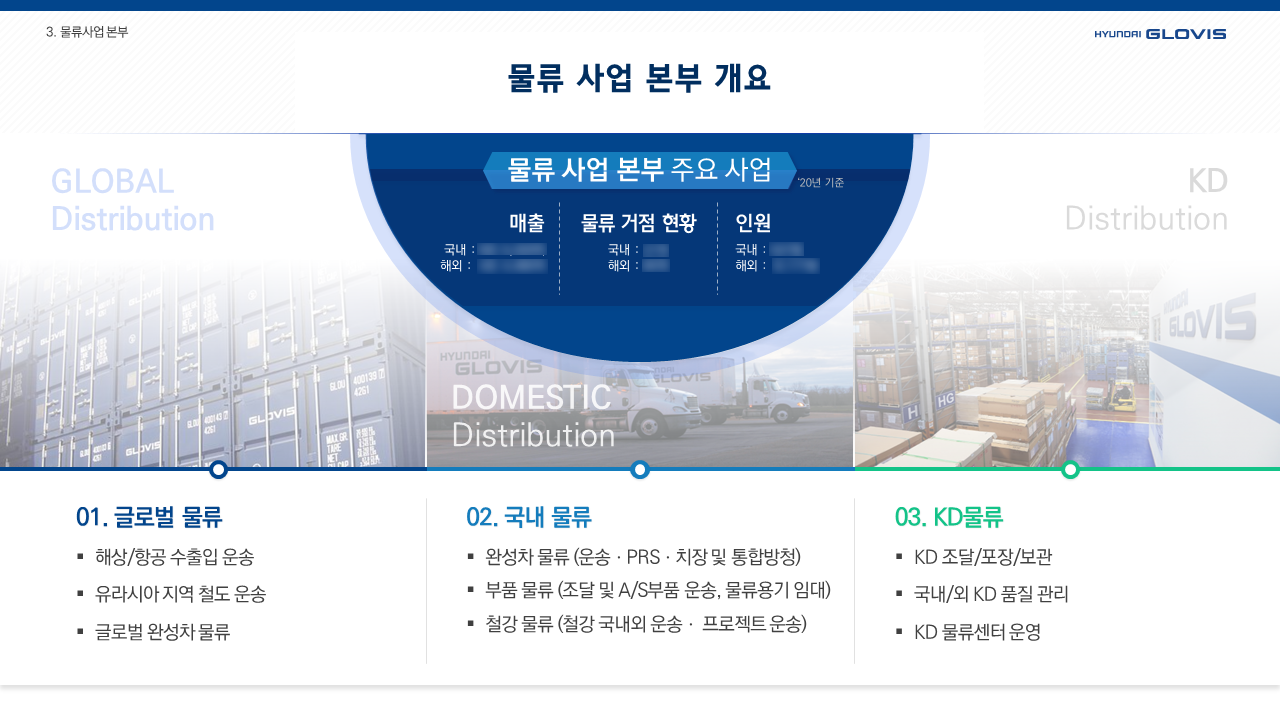 3. 물류사업 본부
HYUNDAI GLOVIS
물류 사업 본부 개요
GLOBAL
Distribution
KD
Distribution
물류 사업 본부 주요 사업
'20년 기준
매출
국내 :
해외 :
물류 거점 현황
국내 :
해외 :
인원
국내 :
해외 :
HYUNDAI
GLOVIS
GLOVIS
GLOVIS
GLOVIS
GLOVIS
H
HG
DOMESTIC
Distribution
01. 글로벌 물류
▪ 해상/항공 수출입 운송
▪ 유라시아 지역 철도 운송
▪ 글로벌 완성차 물류
02. 국내 물류
▪ 완성차 물류 (운송 · PRS · 치장 및 통합방청)
▪ 부품 물류 (조달 및 A/S부품 운송, 물류용기 임대)
▪ 철강 물류 (철강 국내외 운송 · 프로젝트 운송)
03. KD물류
▪ KD 조달/포장/보관
▪ 국내/외 KD 품질 관리
▪ KD 물류센터 운영